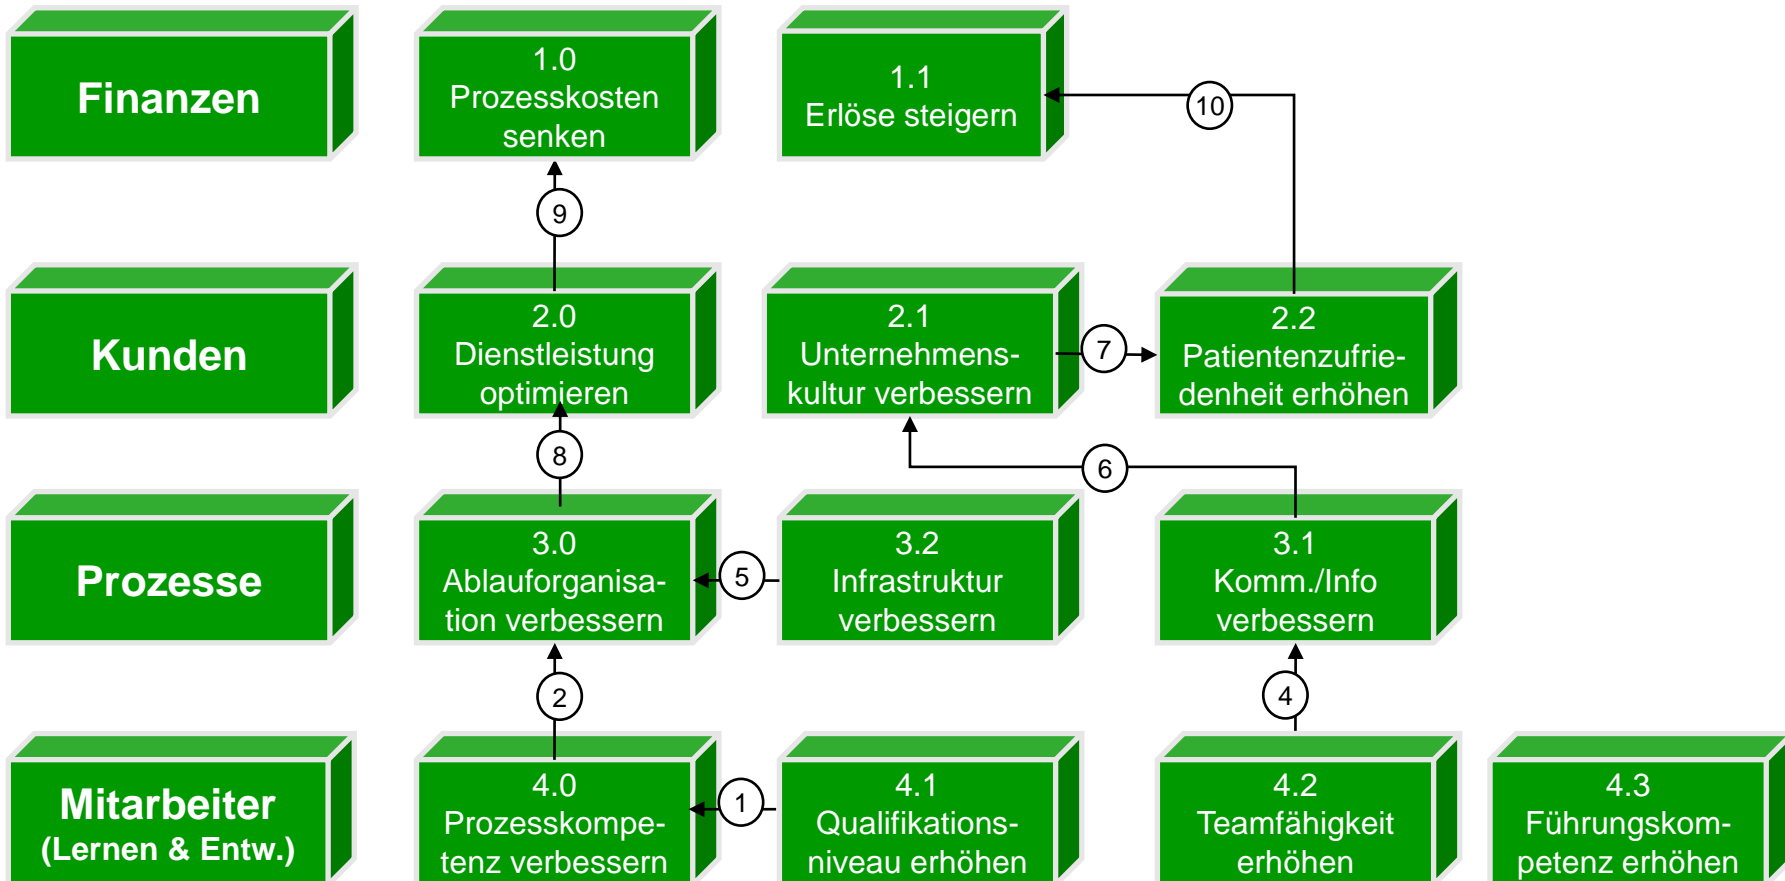 Finanzen
1.0
Prozesskosten
senken
1.1
Erlöse steigern
10
9
Kunden
2.0
Dienstleistung
optimieren
2.1
Unternehmens-
kultur verbessern
7
2.2
Patientenzufrie-
denheit erhöhen
8
6
Prozesse
3.0
Ablauforganisa-
tion verbessern
5
3.2
Infrastruktur
verbessern
3.1
Komm./Info
verbessern
2
4
Mitarbeiter
(Lernen & Entw.)
4.0
Prozesskompe-
tenz verbessern
1
4.1
Qualifikations-
niveau erhöhen
4.2
Teamfähigkeit
erhöhen
4.3
Führungskom-
petenz erhöhen